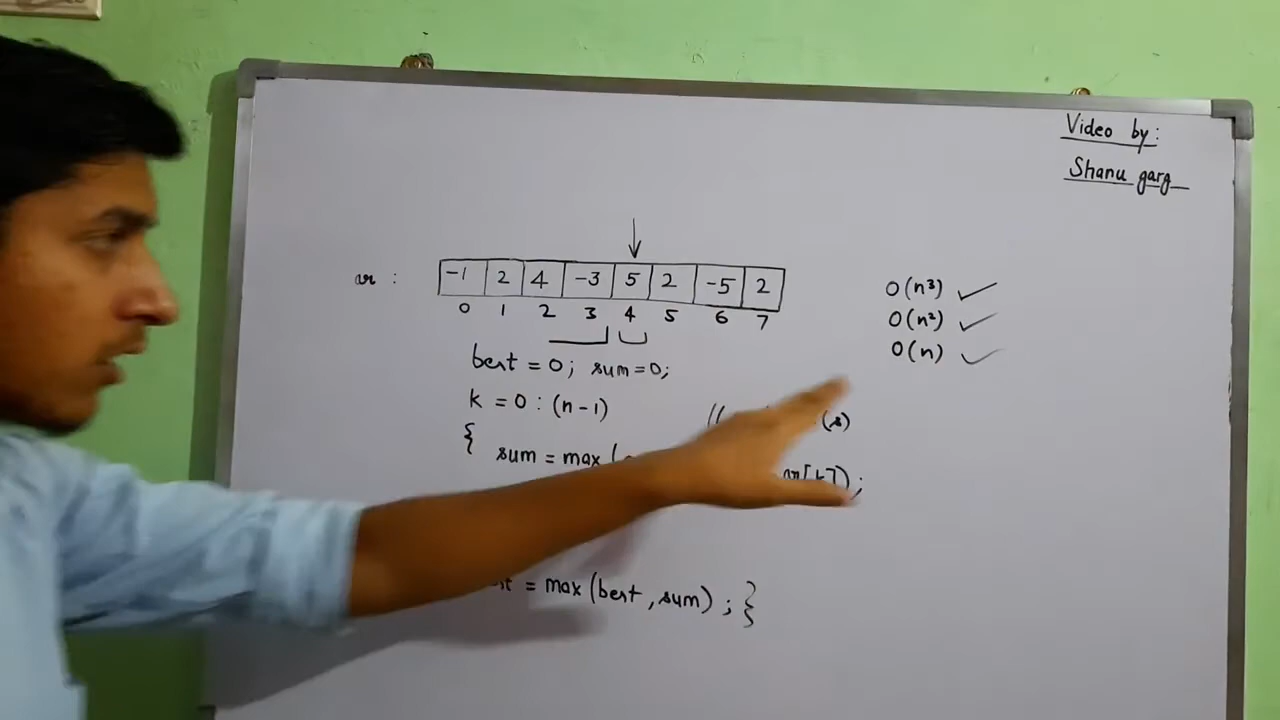 Video by:
Shanu garg
ar :
-1 2 4 -3 5 2 -5 2
0 1 2 3 4 5 6 7
O(n³) ✓
O(n²) ✓
O(n) ✓
best = 0; sum=0;
k = 0 : (n-1)
// (s)
{ sum = max( arr[k]);
= max (best, sum) ; }